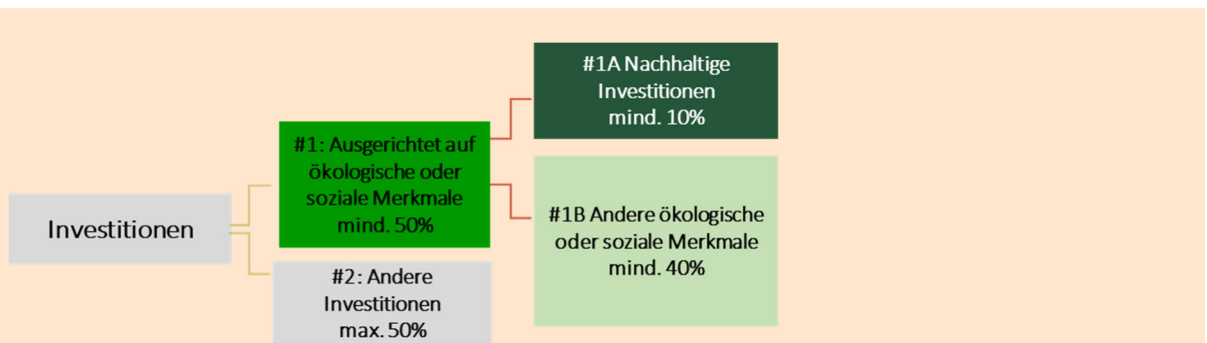 Investitionen
#1: Ausgerichtet auf
ökologische oder
soziale Merkmale
mind. 50%
#2: Andere
Investitionen
max. 50%
#1A Nachhaltige
Investitionen
mind. 10%
#1B Andere ökologische
oder soziale Merkmale
mind. 40%